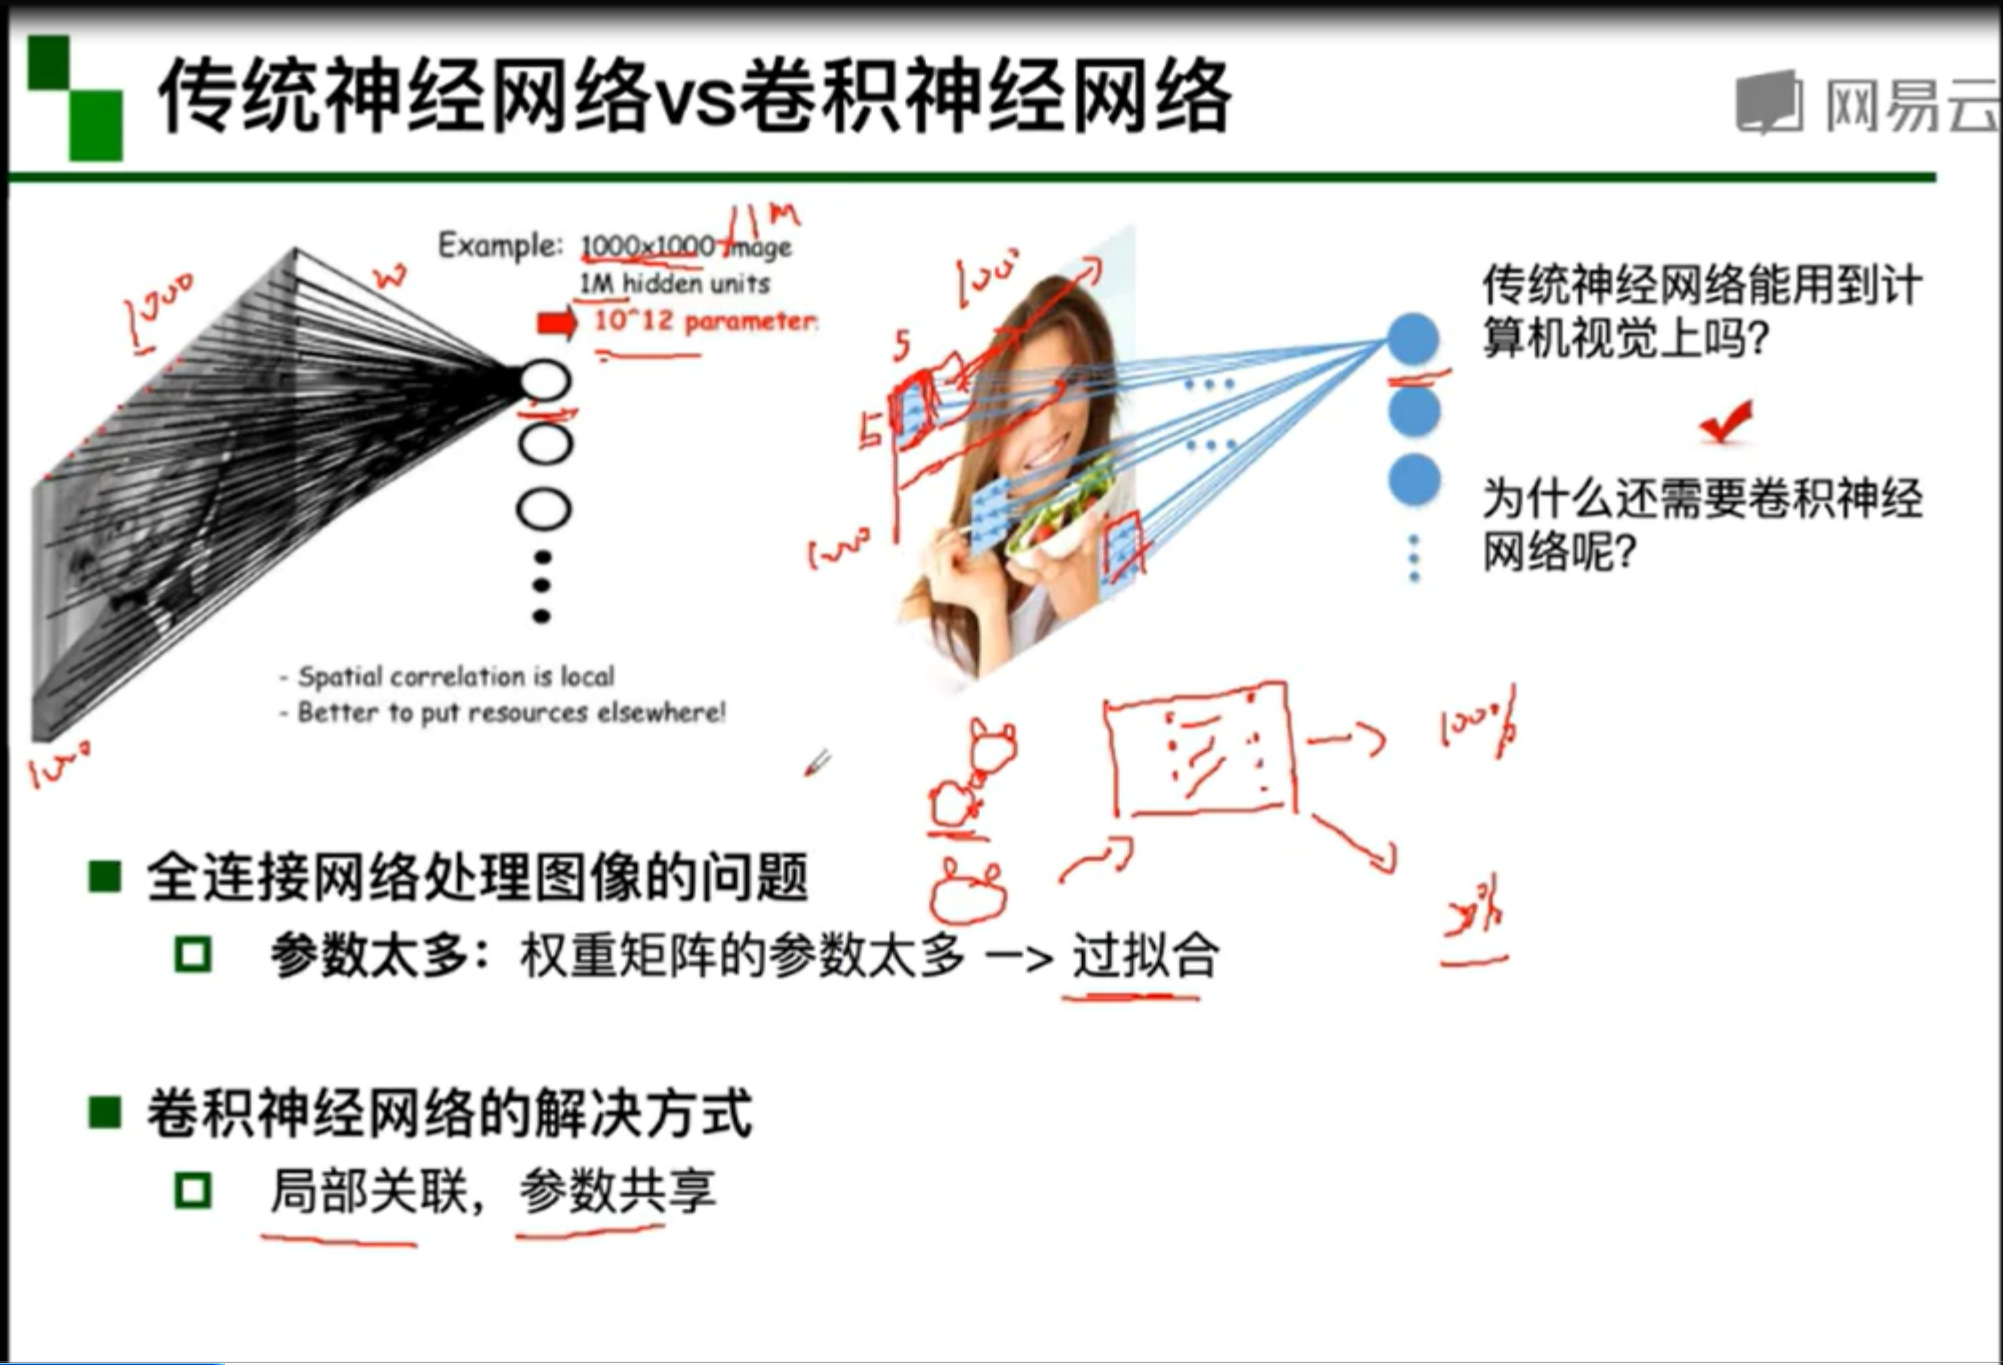 传统神经网络vs卷积神经网络
网易云
1M
Example: 1000x1000 image
1M hidden units
10^12 parameter
1000
w
1000
- Spatial correlation is local
- Better to put resources elsewhere!
1000
5
5
1000
传统神经网络能用到计
算机视觉上吗?
为什么还需要卷积神经
网络呢?
100%
全连接网络处理图像的问题
参数太多：权重矩阵的参数太多 —> 过拟合
卷积神经网络的解决方式
局部关联，参数共享